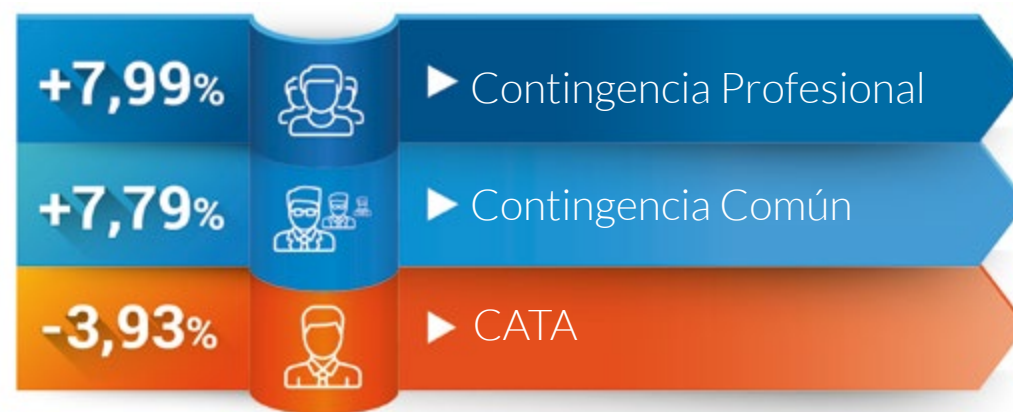 +7,99% Contingencia Profesional
+7,79% Contingencia Común
-3,93% CATA